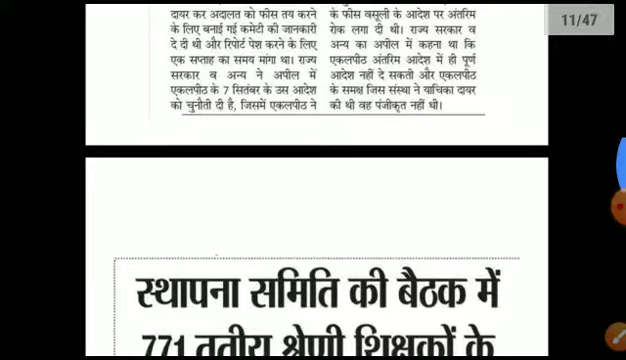 11/47
दायर कर अदालत को फीस तय करने
के लिए बनाई गई कमेटी की जानकारी
दे दी थी और रिपोर्ट पेश करने के लिए
एक सप्ताह का समय मांगा था। राज्य
सरकार व अन्य ने अपील में
एकलपीठ के 7 सितंबर के उस आदेश
को चुनौती दी है, जिसमें एकलपीठ ने
के फीस वसूली के आदेश पर अंतरिम
रोक लगा दी थी। राज्य सरकार व
अन्य का अपील में कहना था कि
एकलपीठ अंतरिम आदेश में ही पूर्ण
आदेश नहीं दे सकती और एकलपीठ
के समक्ष जिस संस्था ने याचिका दायर
की थी वह पंजीकृत नहीं थी।
स्थापना समिति की बैठक में
771 तृतीय श्रेणी शिक्षकों के